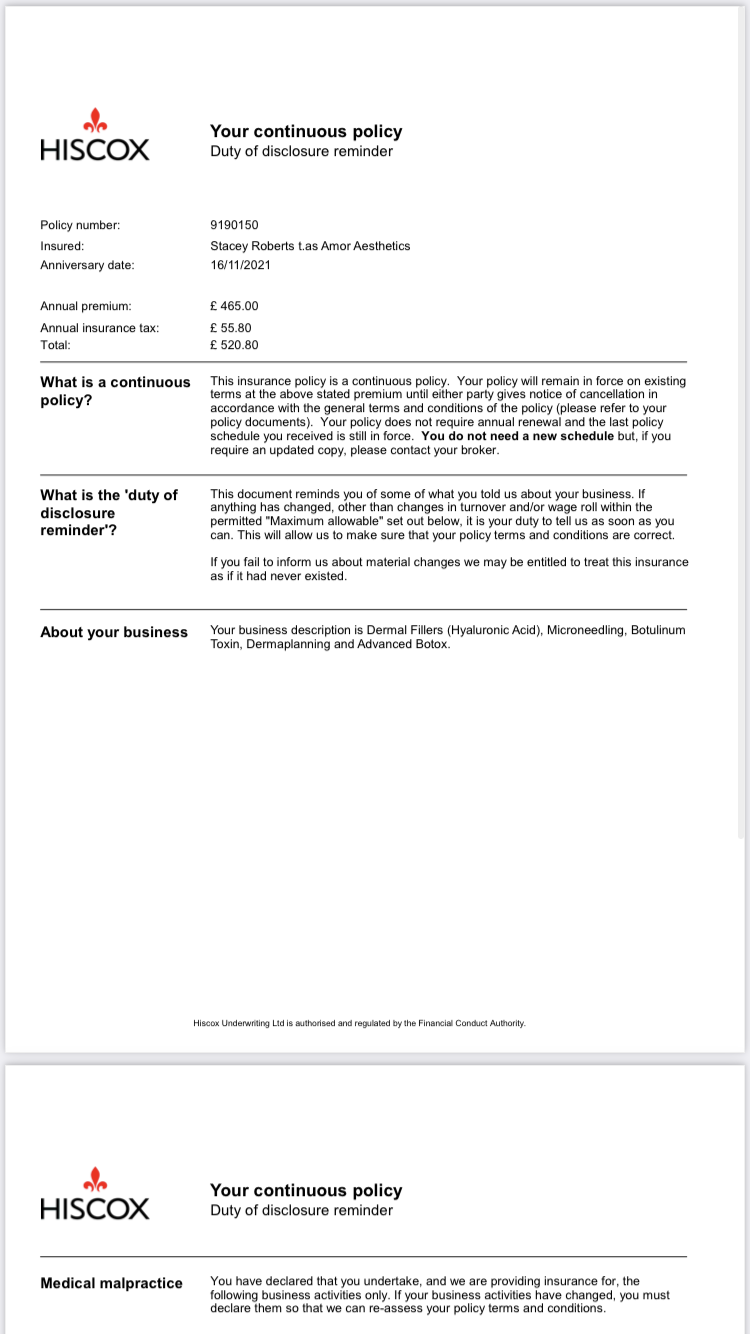 HISCOX
Your continuous policy
Duty of disclosure reminder
Policy number: 9190150
Insured: Stacey Roberts t.as Amor Aesthetics
Anniversary date: 16/11/2021
Annual premium: £ 465.00
Annual insurance tax: £ 55.80
Total: £ 520.80
What is a continuous
policy?
This insurance policy is a continuous policy.  Your policy will remain in force on existing
terms at the above stated premium until either party gives notice of cancellation in
accordance with the general terms and conditions of the policy (please refer to your
policy documents).  Your policy does not require annual renewal and the last policy
schedule you received is still in force.  You do not need a new schedule but, if you
require an updated copy, please contact your broker.
What is the 'duty of
disclosure
reminder'?
This document reminds you of some of what you told us about your business. If
anything has changed, other than changes in turnover and/or wage roll within the
permitted "Maximum allowable" set out below, it is your duty to tell us as soon as you
can. This will allow us to make sure that your policy terms and conditions are correct.
If you fail to inform us about material changes we may be entitled to treat this insurance
as if it had never existed.
About your business
Your business description is Dermal Fillers (Hyaluronic Acid), Microneedling, Botulinum
Toxin, Dermaplanning and Advanced Botox.
Hiscox Underwriting Ltd is authorised and regulated by the Financial Conduct Authority.
HISCOX
Your continuous policy
Duty of disclosure reminder
Medical malpractice
You have declared that you undertake, and we are providing insurance for, the
following business activities only. If your business activities have changed, you must
declare them so that we can re-assess your policy terms and conditions.